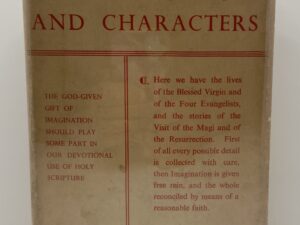 AND CHARACTERS
THE GOD-GIVEN
GIFT OF
IMAGINATION
SHOULD PLAY
SOME PART IN
OUR DEVOTIONAL
USE OF HOLY
SCRIPTURE
¶ Here we have the lives
of the Blessed Virgin and
of the Four Evangelists,
and the stories of the
Visit of the Magi and of
the Resurrection. First
of all every possible detail
is collected with care,
then Imagination is given
free rein, and the whole
reconciled by means of a
reasonable faith.